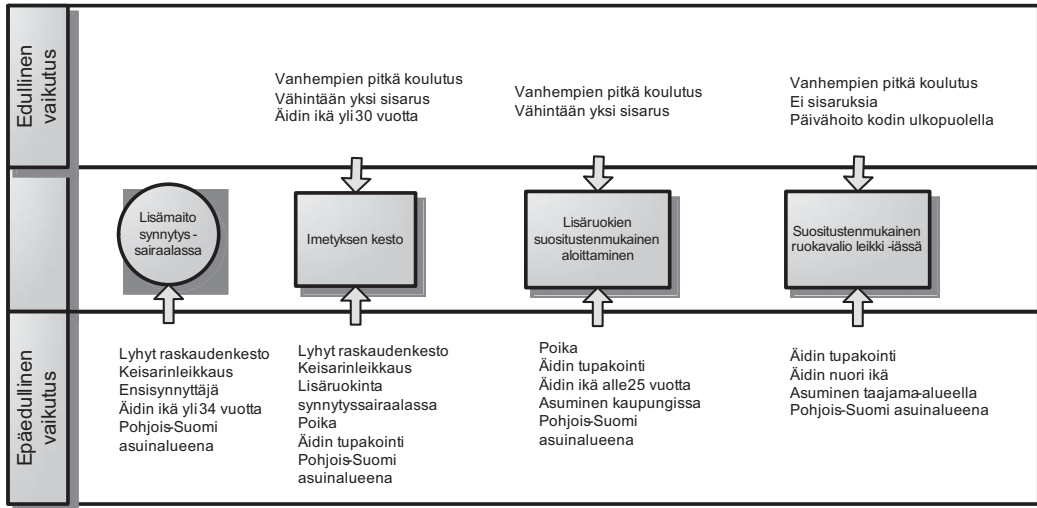 Edullinen
vaikutus
Vanhempien pitkä koulutus
Vähintään yksi sisarus
Äidin ikä yli 30 vuotta
Vanhempien pitkä koulutus
Vähintään yksi sisarus
Vanhempien pitkä koulutus
Ei sisaruksia
Päivähoito kodin ulkopuolella
Lisämaito
synnytys -
sairaalassa
Imetyksen kesto
Lisäruokien
suositustenmukainen
aloittaminen
Suositustenmukainen
ruokavalio leikki -iässä
Epäedullinen
vaikutus
Lyhyt raskaudenkesto
Keisarinleikkaus
Ensisynnyttäjä
Äidin ikä yli 34 vuotta
Pohjois-Suomi
asuinalueena
Lyhyt raskaudenkesto
Keisarinleikkaus
Lisäruokinta
synnytyssairaalassa
Poika
Äidin tupakointi
Pohjois-Suomi
asuinalueena
Poika
Äidin tupakointi
Äidin ikä alle 25 vuotta
Asuminen kaupungissa
Pohjois-Suomi
asuinalueena
Äidin tupakointi
Äidin nuori ikä
Asuminen taajama-alueella
Pohjois-Suomi asuinalueena